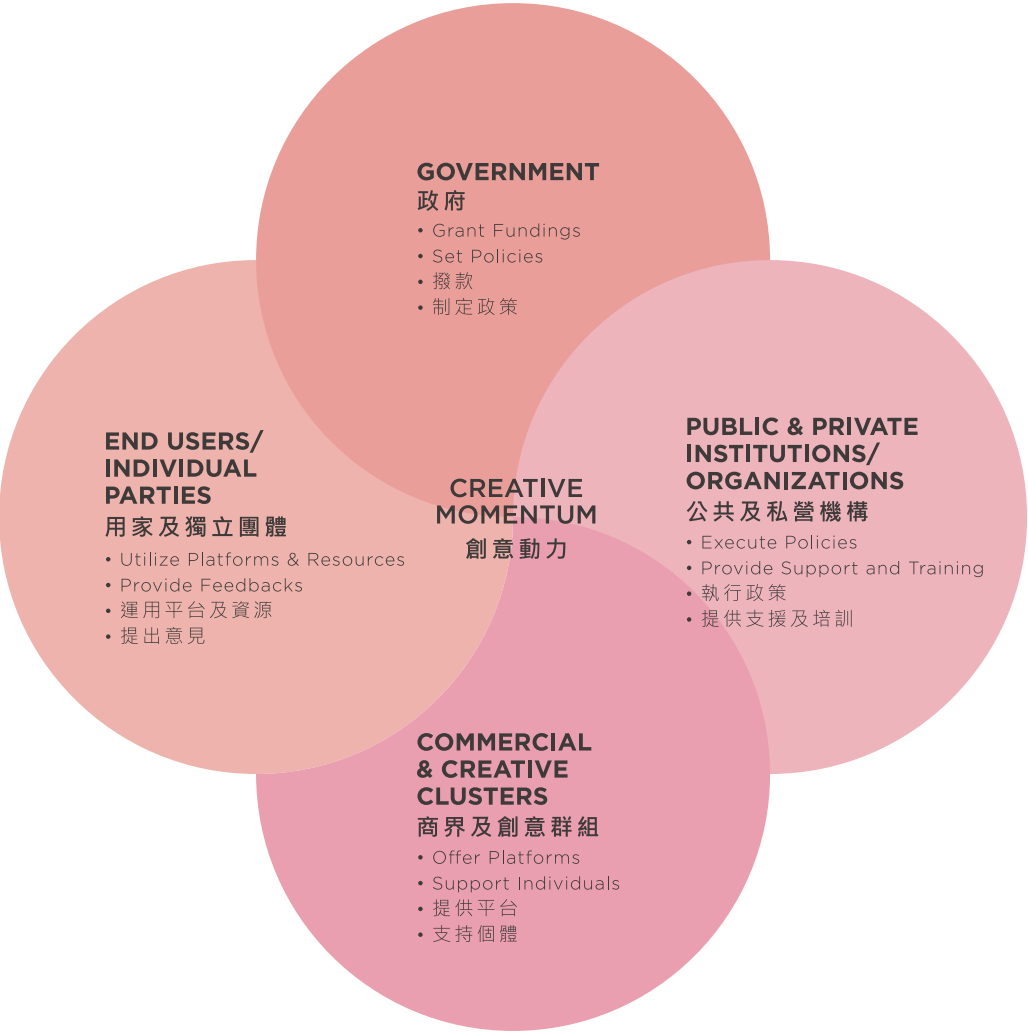 GOVERNMENT
政府
• Grant Fundings
• Set Policies
• 撥款
• 制定政策
END USERS/
INDIVIDUAL
PARTIES
用家及獨立團體
• Utilize Platforms & Resources
• Provide Feedbacks
• 運用平台及資源
• 提出意見
CREATIVE
MOMENTUM
創意動力
PUBLIC & PRIVATE
INSTITUTIONS/
ORGANIZATIONS
公共及私營機構
• Execute Policies
• Provide Support and Training
• 執行政策
• 提供支援及培訓
COMMERCIAL
& CREATIVE
CLUSTERS
商界及創意群組
• Offer Platforms
• Support Individuals
• 提供平台
• 支持個體